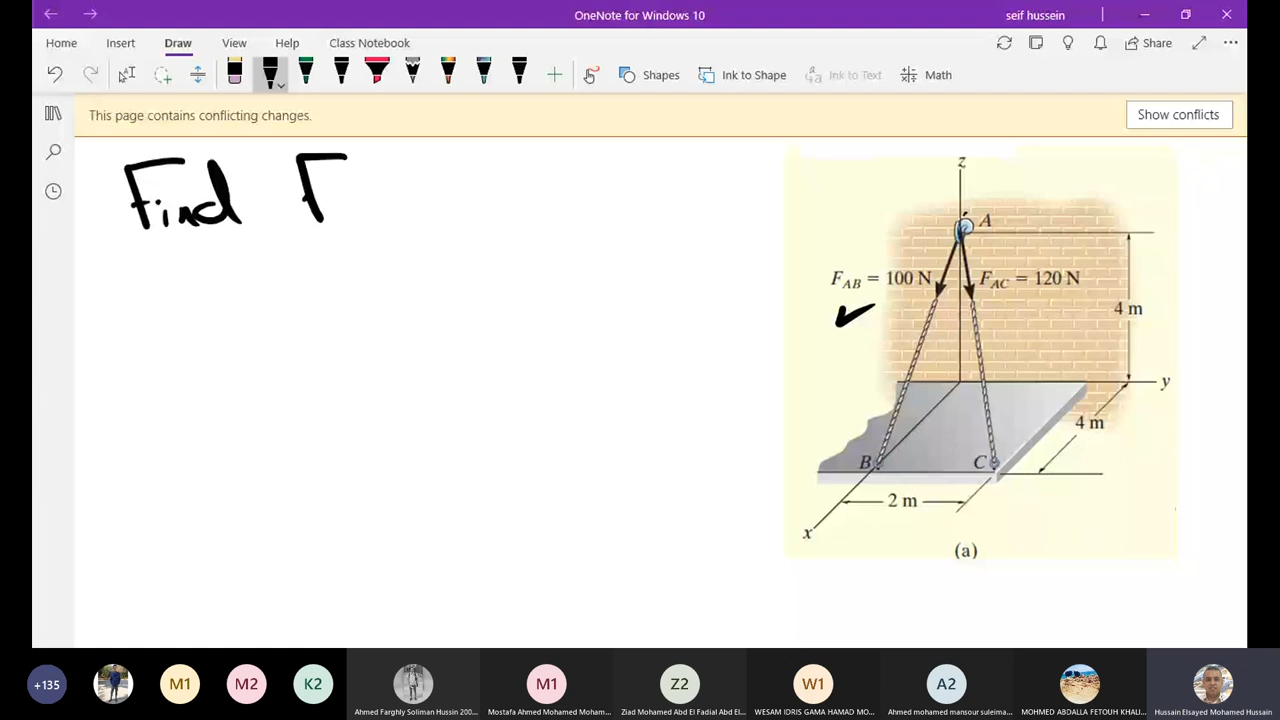 OneNote for Windows 10
seif hussein
Home Insert Draw View Help Class Notebook
Share
Shapes Ink to Shape Ink to Text Math
This page contains conflicting changes.
Show conflicts
Find F
z
A
F_AB = 100 N F_AC = 120 N
4 m
y
4 m
B C
2 m
x
(a)
+135 M1 M2 K2 M1 Z2 W1 A2
Ahmed Farghly Soliman Hussin 200...
Mostafa Ahmed Mohamed Moham...
Ziad Mohamed Abd El Fadial Abd El...
WESAM IDRIS GAMA HAMAD MO...
Ahmed mohamed mansour suleima...
MOHMED ABDALLA FETOUH KHALI...
Hussain Elsayed Mohamed Hussain